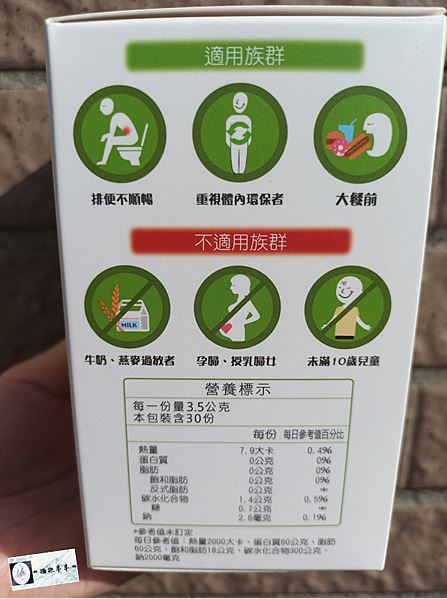 適用族群
排便不順暢 重視體內環保者 大餐前
不適用族群
MILK
牛奶、燕麥過敏者 孕婦、授乳婦女 未滿10歲兒童
營養標示
每一份量3.5公克
本包裝含30份
每份 每日參考值百分比
熱量 7.9大卡 0.4%
蛋白質 0公克 0%
脂肪 0公克 0%
飽和脂肪 0公克 0%
反式脂肪 0公克 *
碳水化合物 1.4公克 0.5%
糖 0.7公克 *
鈉 2.6毫克 0.1%
*參考值未訂定
每日參考值：熱量2000大卡、蛋白質60公克、脂肪
60公克、飽和脂肪18公克、碳水化合物300公克、
鈉2000毫克